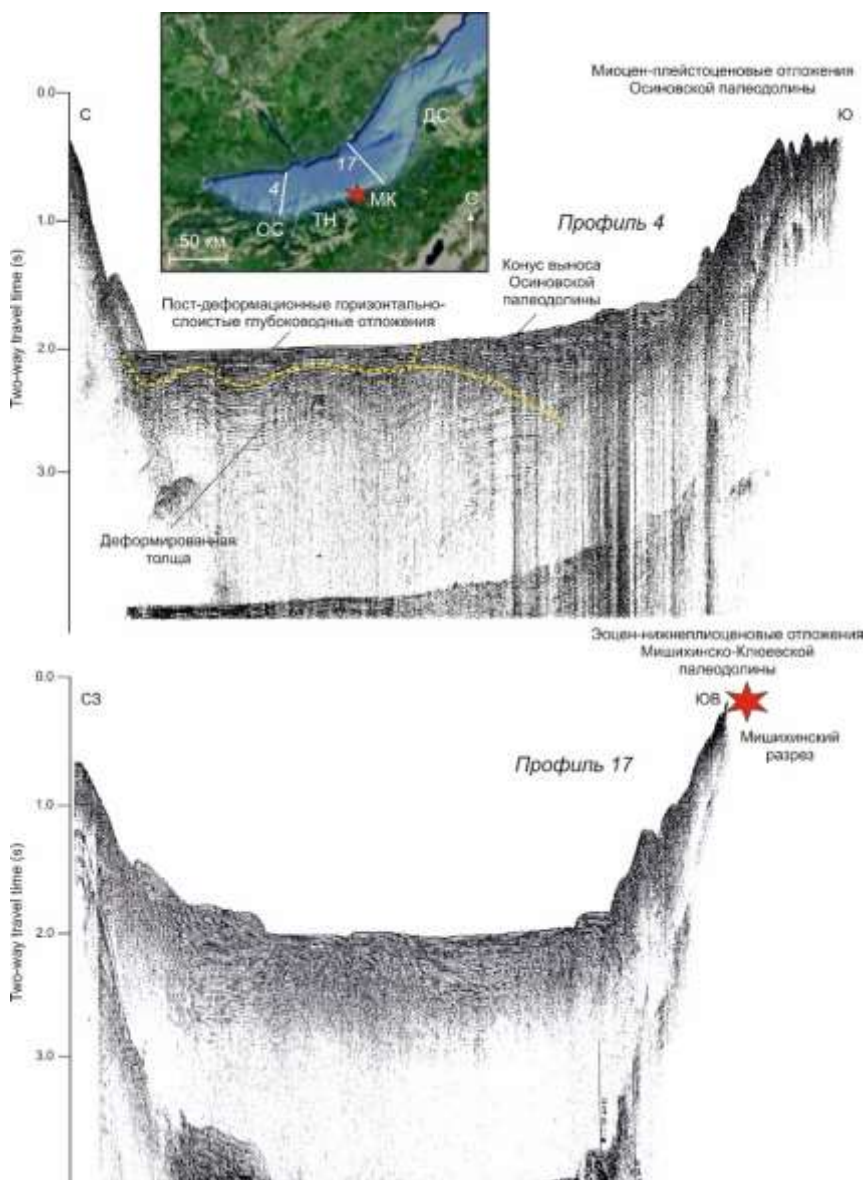 ДС
17
4
МК
С
ТН
ОС
50 км
Миоцен-плейстоценовые отложения
Осиновской палеодолины
0.0
С
Ю
1.0
Профиль 4
Конус выноса
Осиновской
палеодолины
Пост-деформационные горизонтально-
слоистые глубоководные отложения
2.0
Two-way travel time (s)
3.0
Деформированная
толща
Эоцен-нижнеплиоценовые отложения
Мишихинско-Клюевской
палеодолины
0.0
СЗ
ЮВ
Мишихинский
разрез
Профиль 17
1.0
Two-way travel time (s)
2.0
3.0